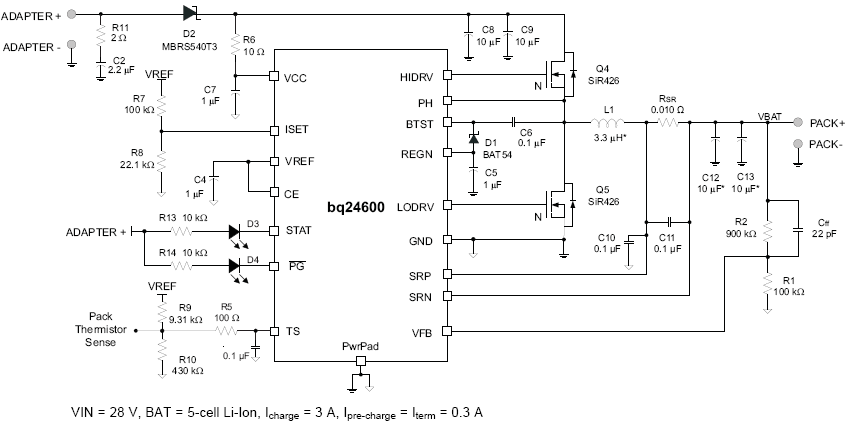 ADAPTER +
ADAPTER -
R11
2 Ω
C2
2.2 µF
D2
MBRS540T3
R6
10 Ω
C7
1 µF
VREF
R7
100 kΩ
R8
22.1 kΩ
C4
1 µF
ADAPTER +
R13 10 kΩ
D3
R14 10 kΩ
D4
VREF
R9
9.31 kΩ
Pack
Thermistor
Sense
R10
430 kΩ
R5
100 Ω
0.1 µF
VCC
ISET
VREF
CE
STAT
PG
TS
bq24600
PwrPad
HIDRV
PH
BTST
REGN
LODRV
GND
SRP
SRN
VFB
C8
10 µF
C9
10 µF
Q4
SiR426
N
D1
BAT54
C6
0.1 µF
C5
1 µF
Q5
SiR426
N
L1
3.3 µH*
RSR
0.010 Ω
VBAT
PACK+
PACK-
C12
10 µF*
C13
10 µF*
C10
0.1 µF
C11
0.1 µF
R2
900 kΩ
Cff
22 pF
R1
100 kΩ
VIN = 28 V, BAT = 5-cell Li-Ion, Icharge = 3 A, Ipre-charge = Iterm = 0.3 A